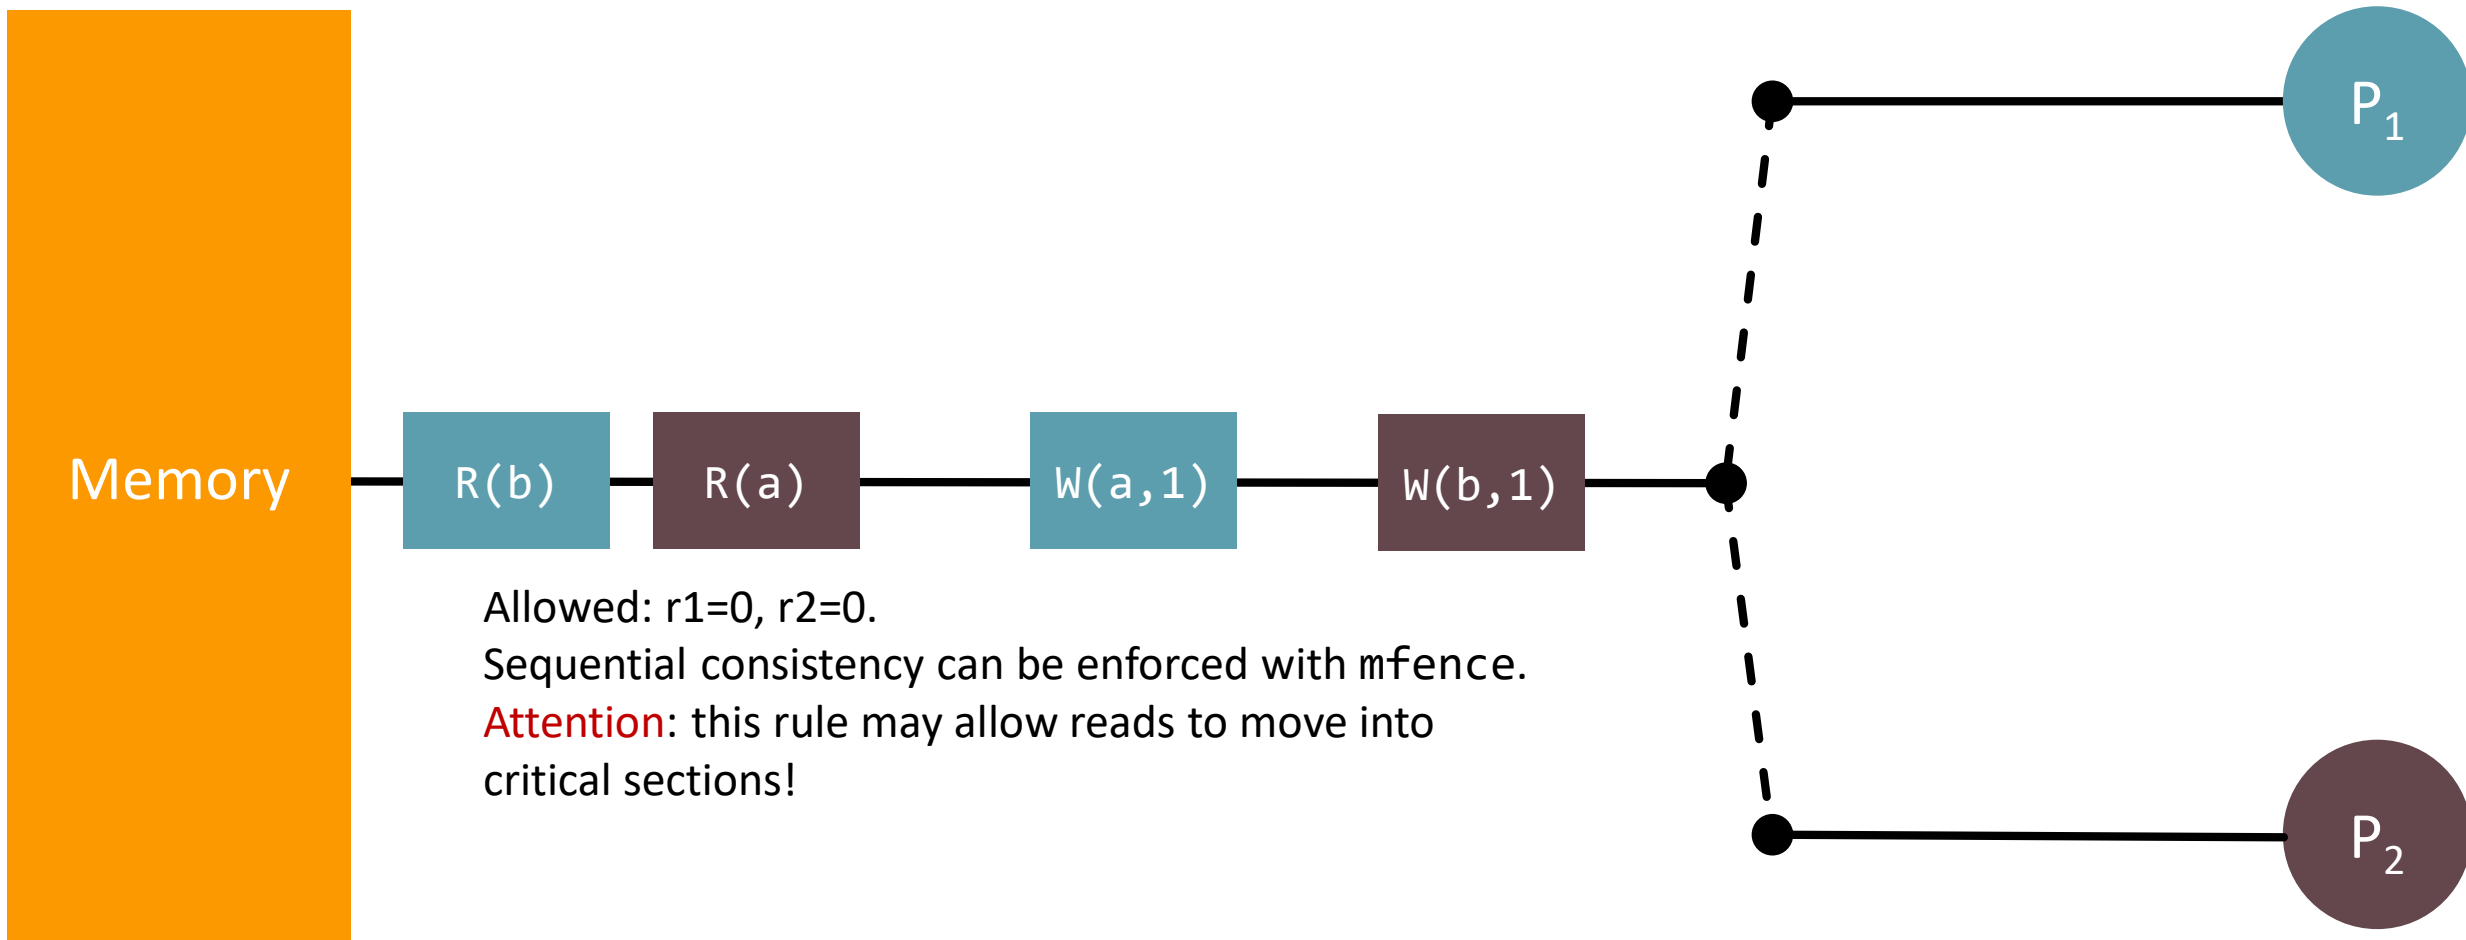 P1
Memory
R(b)
R(a)
W(a,1)
W(b,1)
Allowed: r1=0, r2=0.
Sequential consistency can be enforced with mfence.
Attention: this rule may allow reads to move into
critical sections!
P2